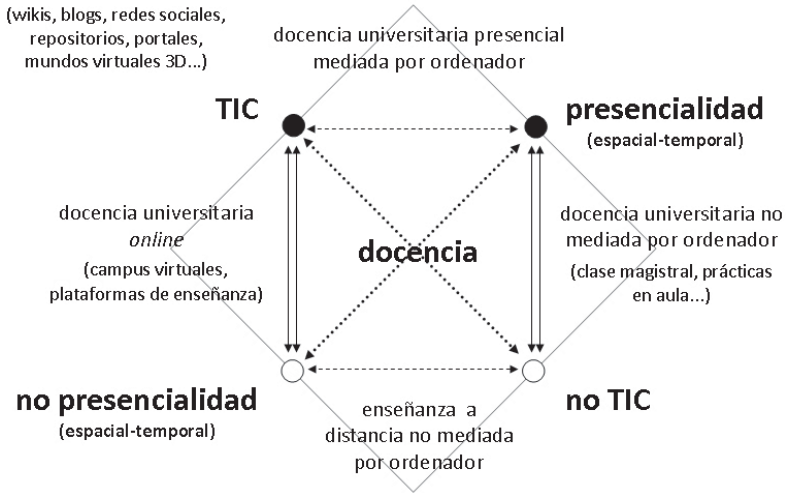 (wikis, blogs, redes sociales,
repositorios, portales,
mundos virtuales 3D...)
docencia universitaria presencial
mediada por ordenador
TIC
presencialidad
(espacial-temporal)
docencia universitaria
online
(campus virtuales,
plataformas de enseñanza)
docencia
docencia universitaria no
mediada por ordenador
(clase magistral, prácticas
en aula...)
no presencialidad
(espacial-temporal)
no TIC
enseñanza a
distancia no mediada
por ordenador